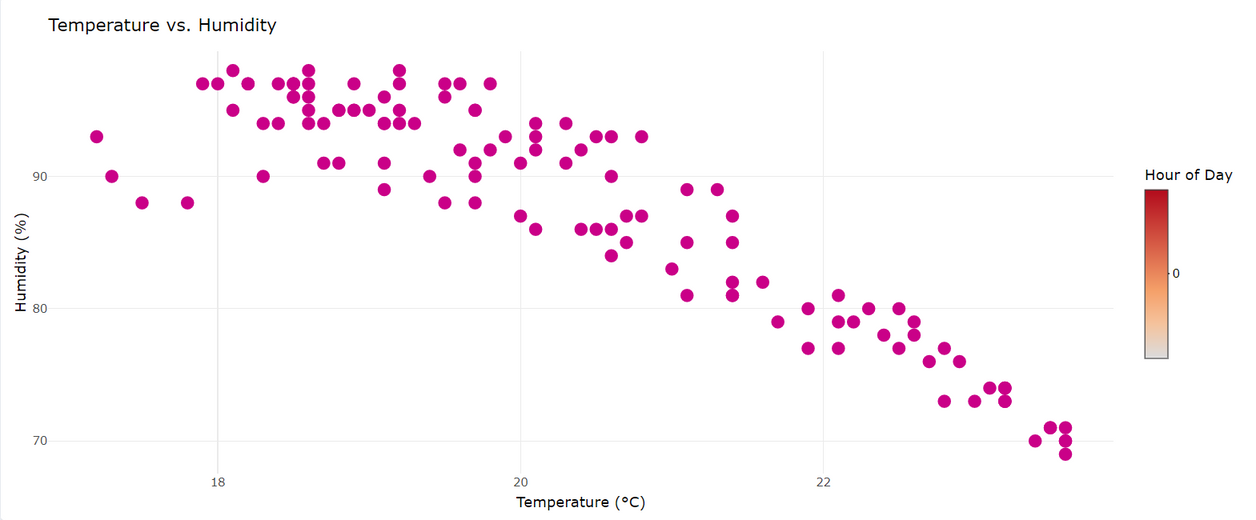 Temperature vs. Humidity
Hour of Day
0
Humidity (%)
90
80
70
18 20 22
Temperature (°C)